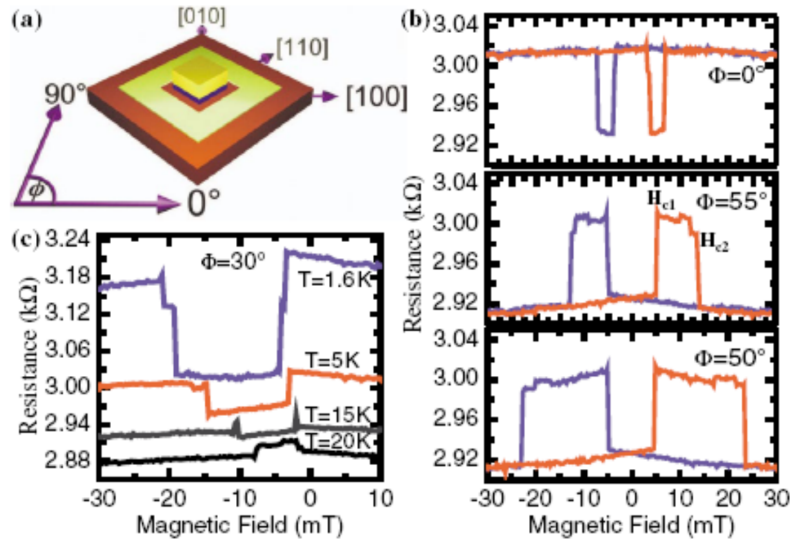 (a)
[010]
[110]
[100]
90°
ϕ
0°
(b)
3.04
3.00
2.96
2.92
Φ=0°
3.04
3.00
2.96
2.92
Hc1
Hc2
Φ=55°
3.04
3.00
2.96
2.92
Φ=50°
Resistance (kΩ)
-30 -20 -10 0 10 20 30
Magnetic Field (mT)
(c)
3.24
3.18
3.12
3.06
3.00
2.94
2.88
Φ=30°
T=1.6K
T=5K
T=15K
T=20K
Resistance (kΩ)
-30 -20 -10 0 10
Magnetic Field (mT)